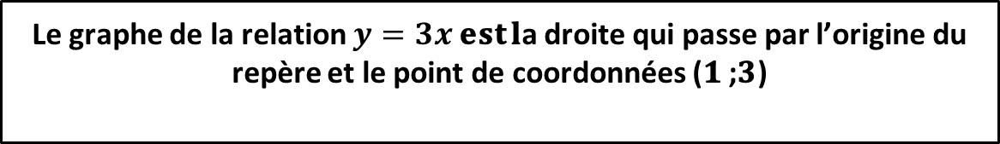 Le graphe de la relation 𝑦 = 3𝑥 est la droite qui passe par l’origine du
repère et le point de coordonnées (1 ;3)